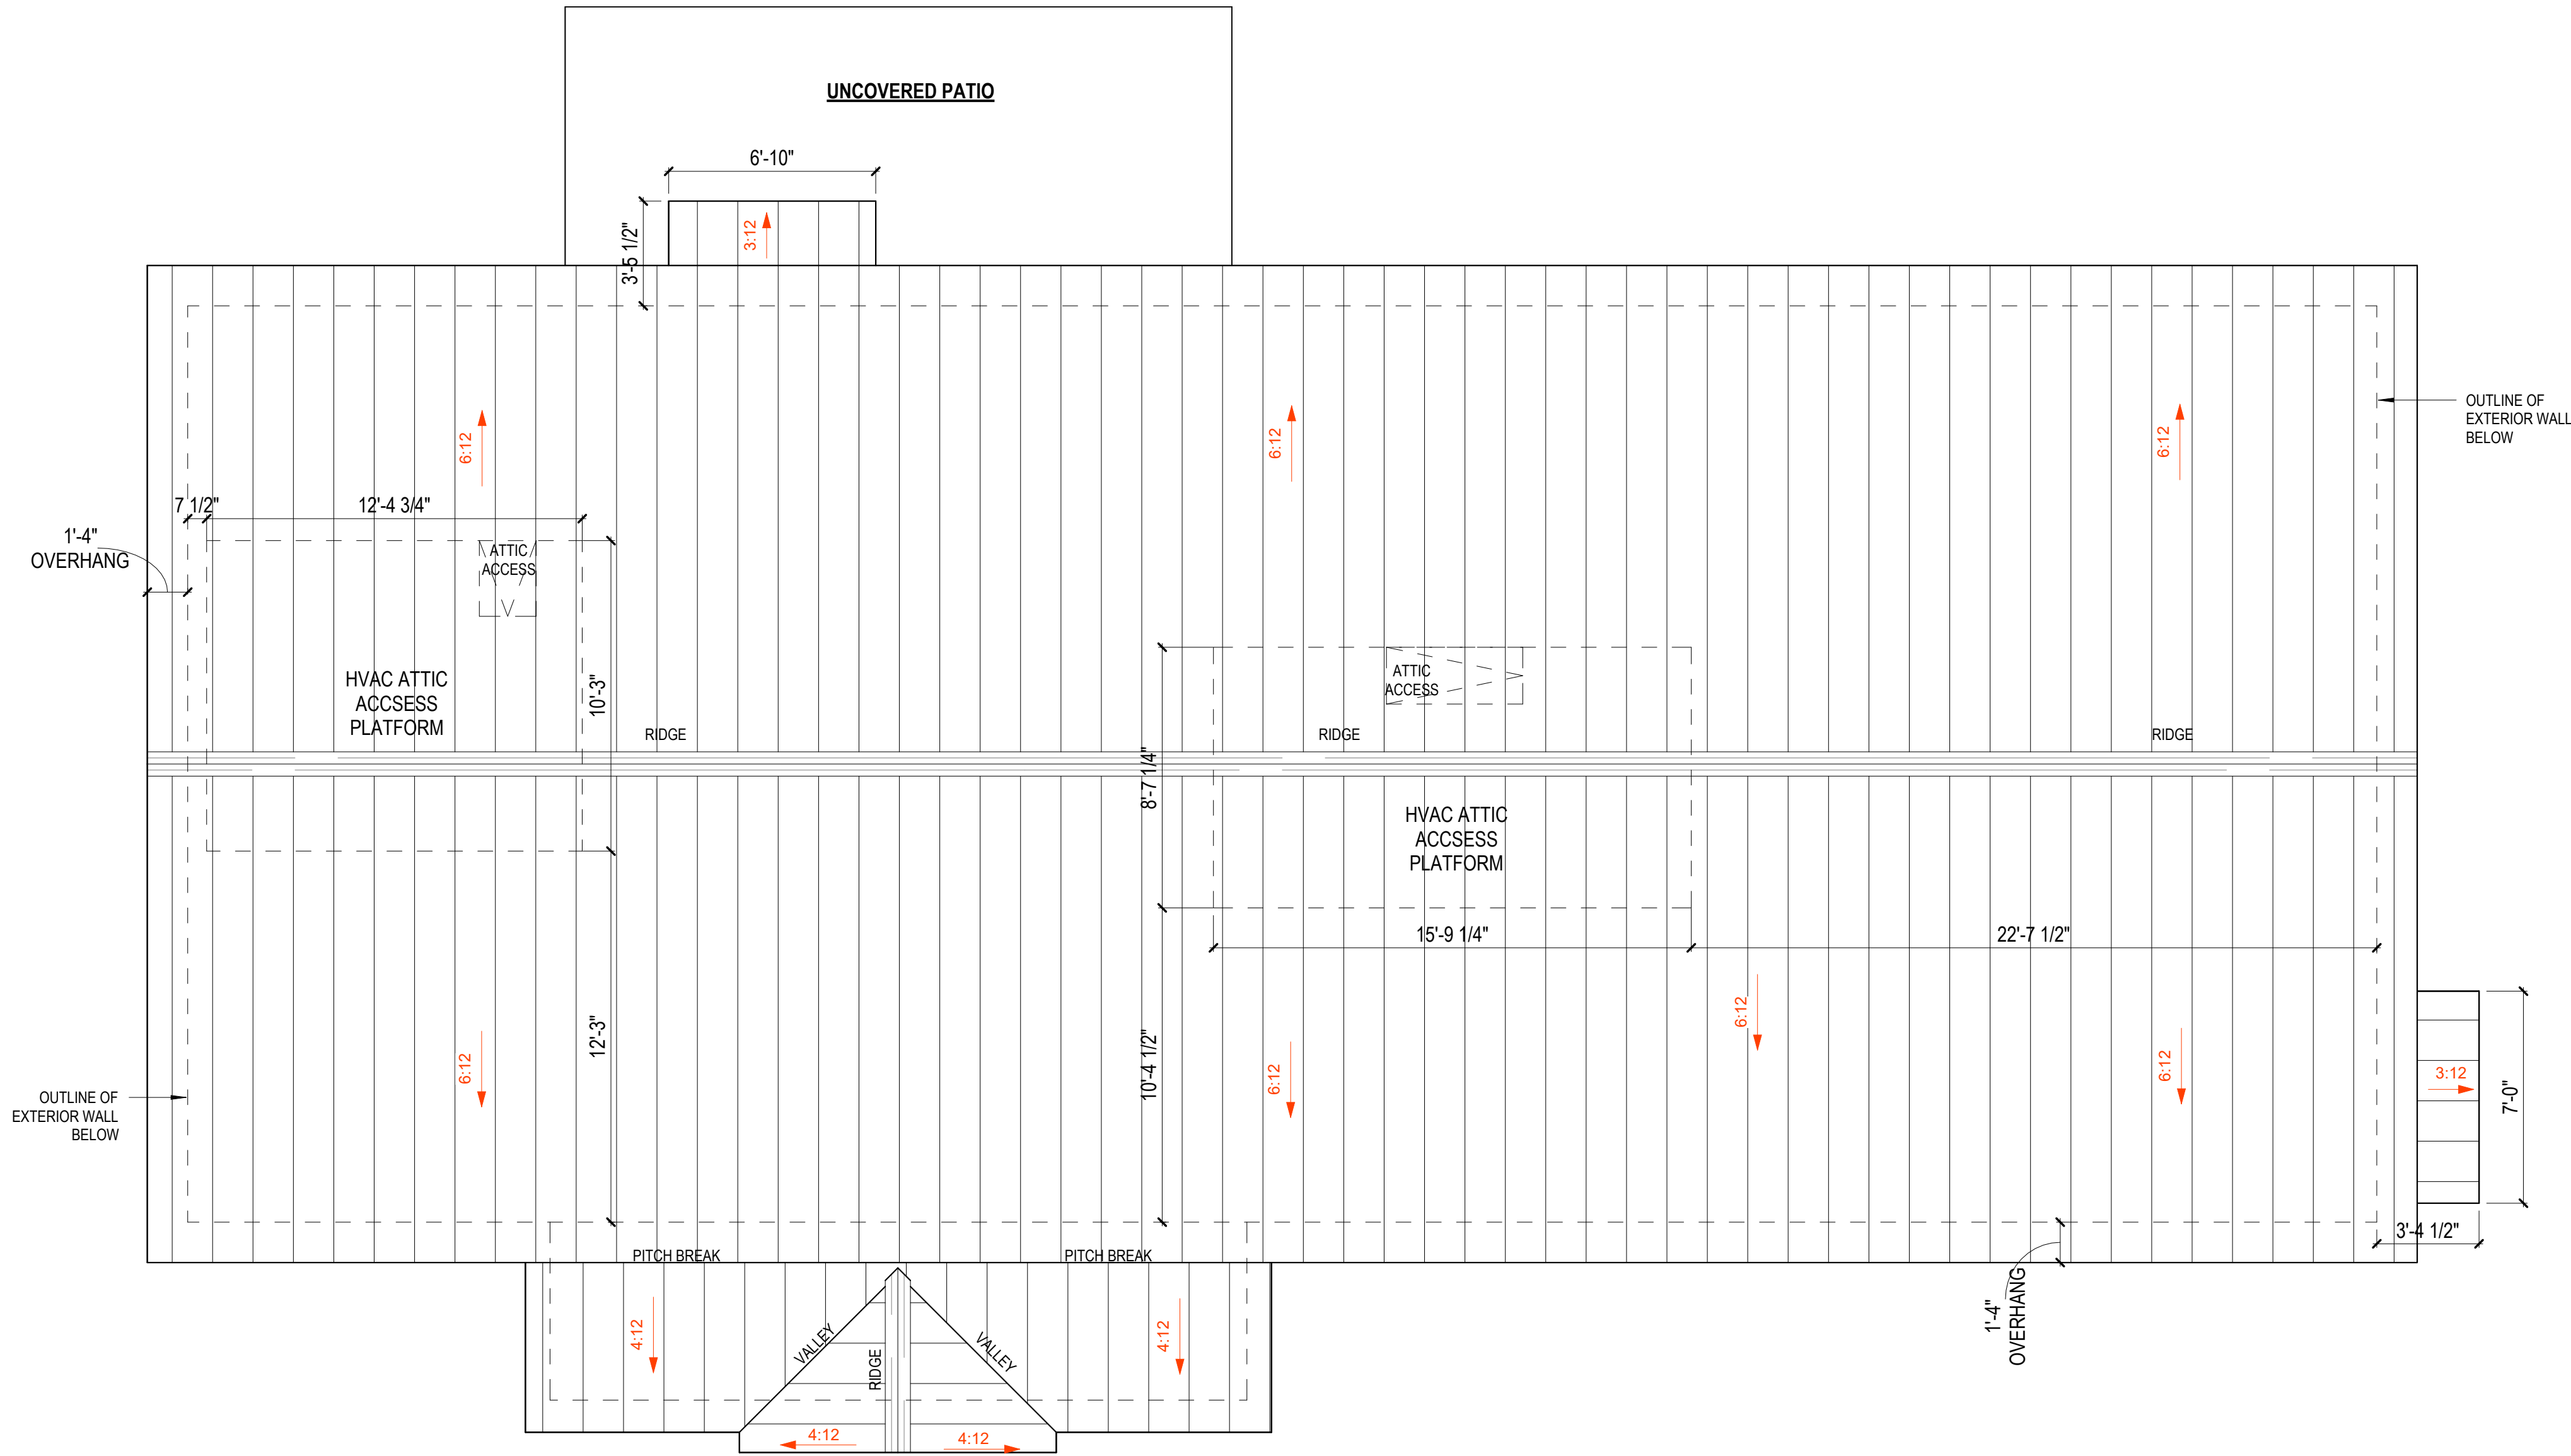 UNCOVERED PATIO
6'-10"
3'-5 1/2"
3:12
OUTLINE OF
EXTERIOR WALL
BELOW
6:12
6:12
6:12
7 1/2"
12'-4 3/4"
1'-4"
OVERHANG
ATTIC
ACCESS
HVAC ATTIC
ACCSESS
PLATFORM
10'-3"
ATTIC
ACCESS
RIDGE
RIDGE
RIDGE
8'-7 1/4"
HVAC ATTIC
ACCSESS
PLATFORM
15'-9 1/4"
22'-7 1/2"
12'-3"
10'-4 1/2"
6:12
6:12
6:12
6:12
3:12
7'-0"
OUTLINE OF
EXTERIOR WALL
BELOW
3'-4 1/2"
PITCH BREAK
PITCH BREAK
1'-4"
OVERHANG
4:12
VALLEY
RIDGE
VALLEY
4:12
4:12
4:12